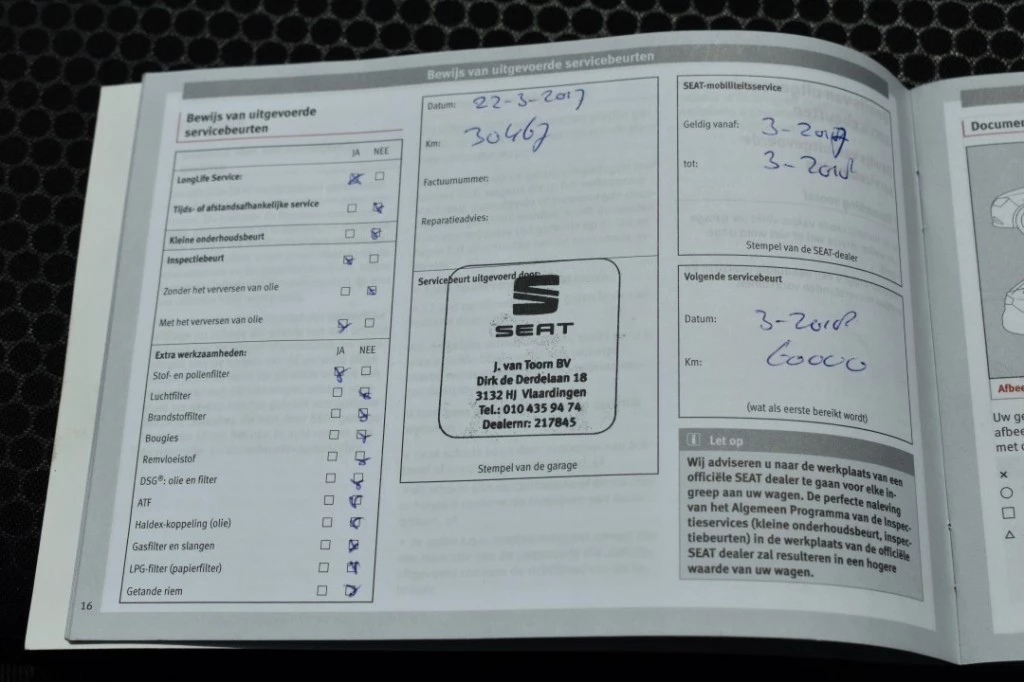 Bewijs van uitgevoerde servicebeurten
Bewijs van uitgevoerde
servicebeurten
JA NEE
LongLife Service:
Tijds- of afstandsafhankelijke service
Kleine onderhoudsbeurt
Inspectiebeurt
Zonder het verversen van olie
Met het verversen van olie
Extra werkzaamheden: JA NEE
Stof- en pollenfilter
Luchtfilter
Brandstoffilter
Bougies
Remvloeistof
DSG®: olie en filter
ATF
Haldex-koppeling (olie)
Gasfilter en slangen
LPG-filter (papierfilter)
Getande riem
16
Datum: 22-3-2017
Km: 30467
Factuurnummer:
Reparatieadvies:
Servicebeurt uitgevoerd door:
SEAT
J. van Toorn BV
Dirk de Derdelaan 18
3132 HJ Vlaardingen
Tel.: 010 435 94 74
Dealernr: 217845
Stempel van de garage
SEAT-mobiliteitsservice
Geldig vanaf: 3-2017
tot: 3-2018
Stempel van de SEAT-dealer
Volgende servicebeurt
Datum: 3-2018
Km: 60000
(wat als eerste bereikt wordt)
i Let op
Wij adviseren u naar de werkplaats van een
officiële SEAT dealer te gaan voor elke in-
greep aan uw wagen. De perfecte naleving
van het Algemeen Programma van de Inspec-
tieservices (kleine onderhoudsbeurt, inspec-
tiebeurten) in de werkplaats van de officiële
SEAT dealer zal resulteren in een hogere
waarde van uw wagen.
Documen
Afbee
Uw ge
afbee
met d